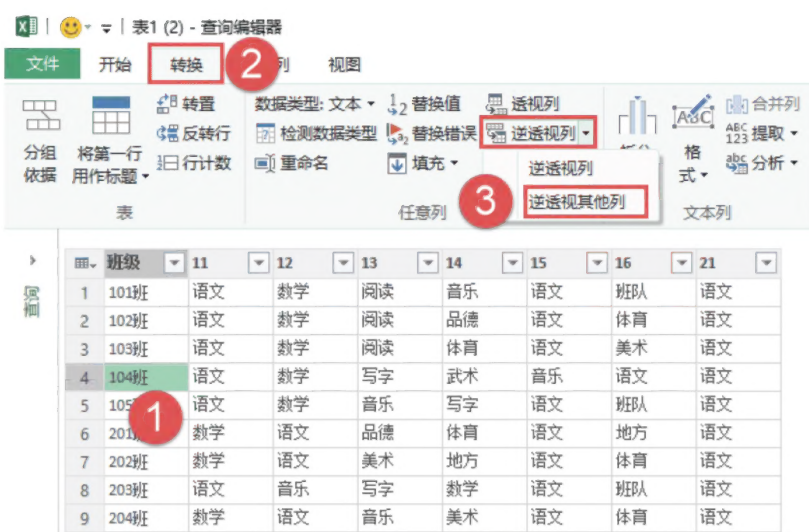 表1 (2) - 查询编辑器
文件 开始 转换 2 列 视图
分组依据
将第一行用作标题
转置
反转行
行计数
表
数据类型: 文本
检测数据类型
重命名
替换值
替换错误
填充
透视列
逆透视列
逆透视列
逆透视其他列
3
任意列
格式
ABC
合并列
ABC 123 提取
abc 分析
文本列
查询
班级 11 12 13 14 15 16 21
1 101班 语文 数学 阅读 音乐 语文 班队 语文
2 102班 语文 数学 阅读 品德 语文 体育 语文
3 103班 语文 数学 阅读 体育 语文 美术 语文
4 104班 语文 数学 写字 武术 音乐 语文 语文
5 105 语文 数学 音乐 写字 语文 班队 语文
1
6 201 数学 语文 品德 体育 语文 地方 语文
7 202班 数学 语文 美术 地方 语文 体育 语文
8 203班 语文 音乐 写字 数学 语文 班队 语文
9 204班 数学 语文 音乐 美术 语文 体育 语文